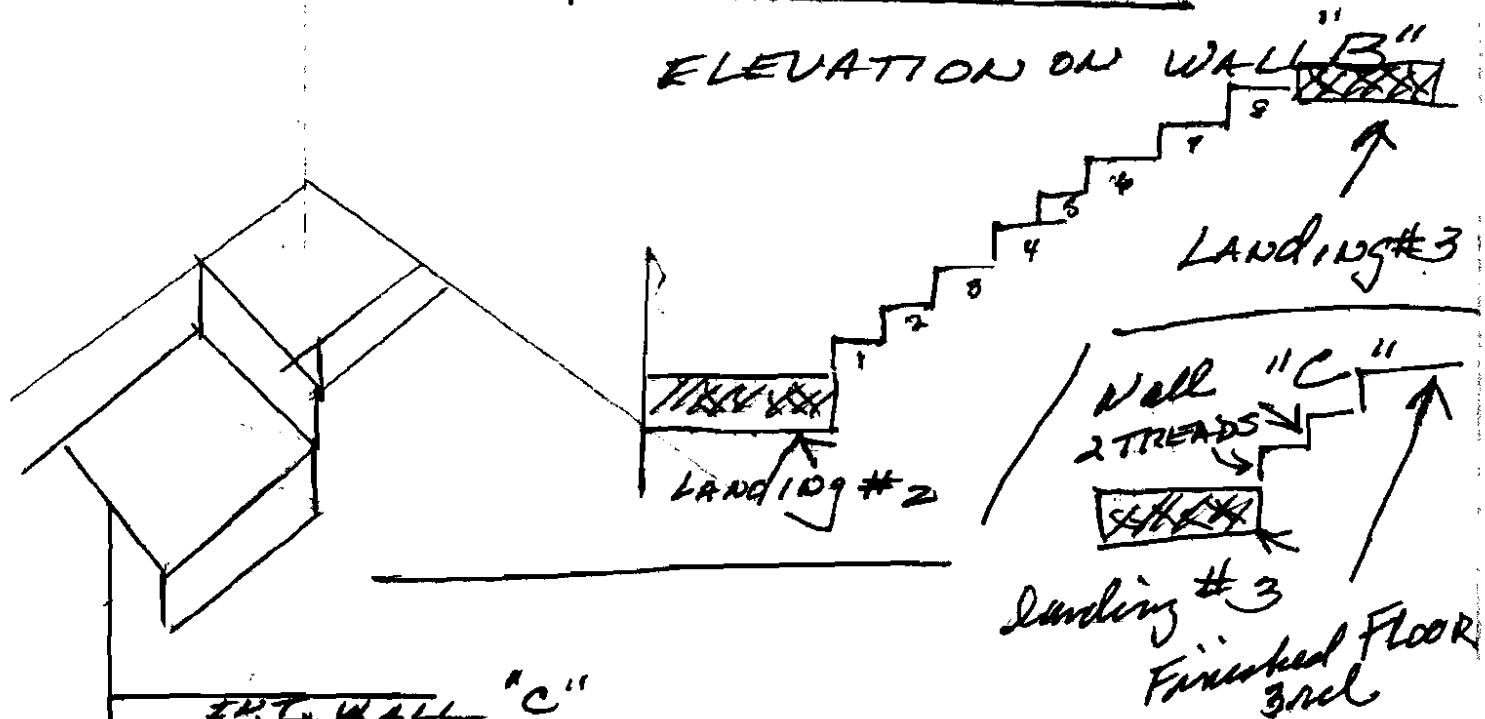 ELEVATION ON WALL "B"
8
7
6
5
4
3
2
1
LANDING #3
LANDING #2
Wall "C"
2 TREADS
landing #3
Finished FLOOR
3rd
EXT. WALL "C"